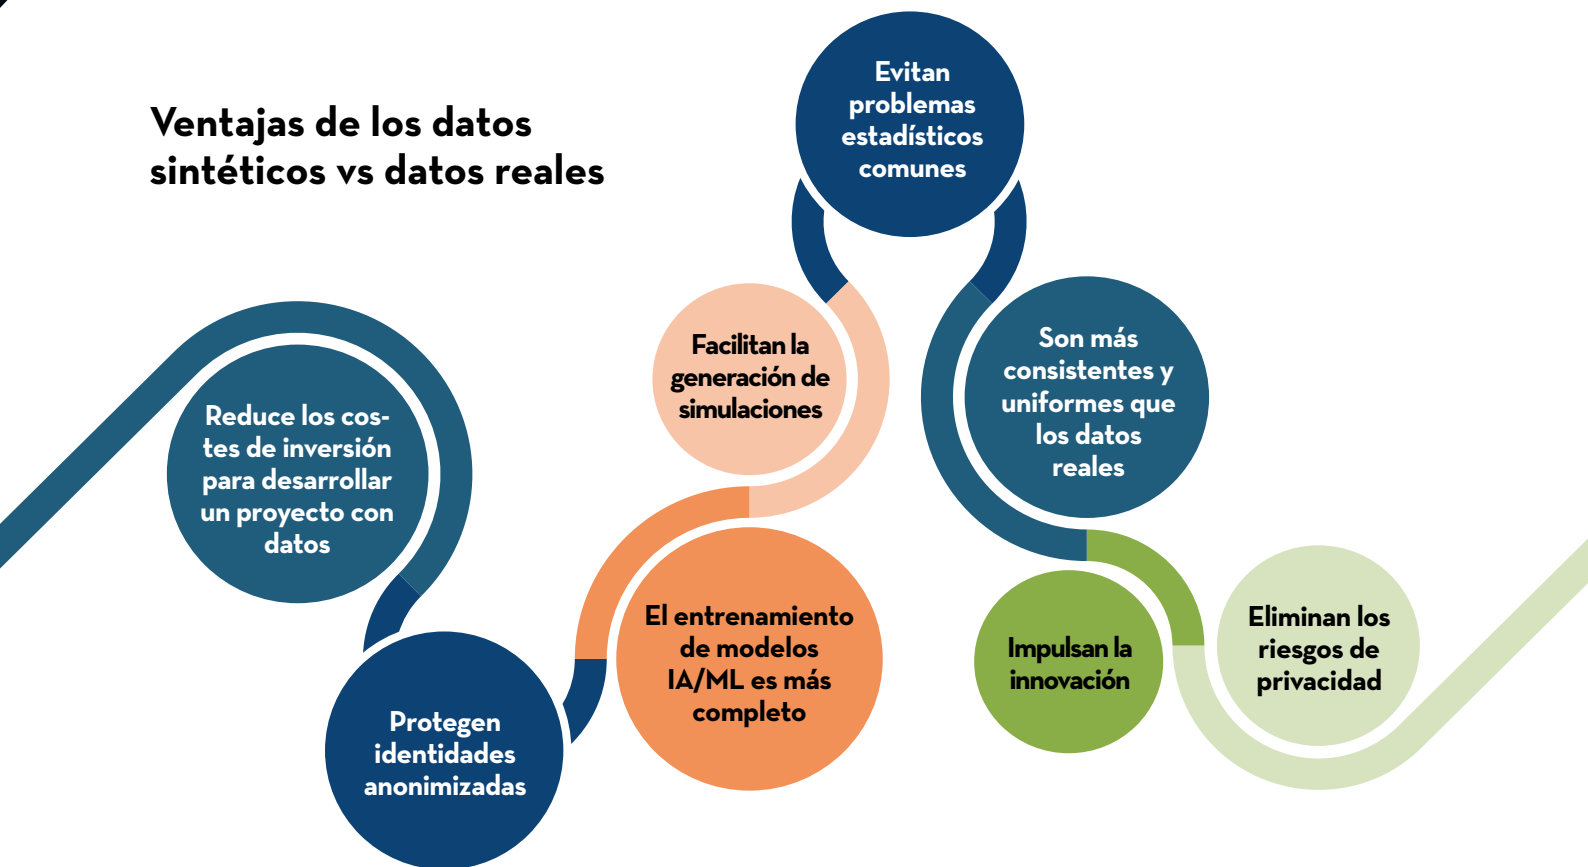 Ventajas de los datos
sintéticos vs datos reales
Reduce los cos-
tes de inversión
para desarrollar
un proyecto con
datos
Protegen
identidades
anonimizadas
El entrenamiento
de modelos
IA/ML es más
completo
Facilitan la
generación de
simulaciones
Evitan
problemas
estadísticos
comunes
Son más
consistentes y
uniformes que
los datos
reales
Impulsan la
innovación
Eliminan los
riesgos de
privacidad